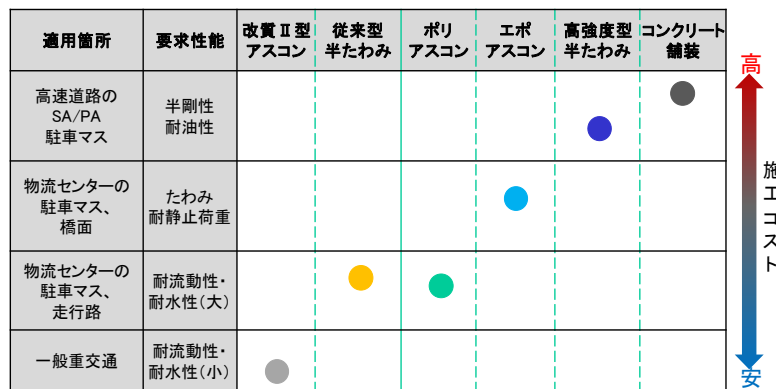 適用箇所
要求性能
改質Ⅱ型
アスコン
従来型
半たわみ
ポリ
アスコン
エポ
アスコン
高強度型
半たわみ
コンクリート
舗装
高速道路の
SA/PA
駐車マス
半剛性
耐油性
物流センターの
駐車マス、
橋面
たわみ
耐静止荷重
物流センターの
駐車マス、
走行路
耐流動性・
耐水性(大)
一般重交通
耐流動性・
耐水性(小)
高
施工コスト
安